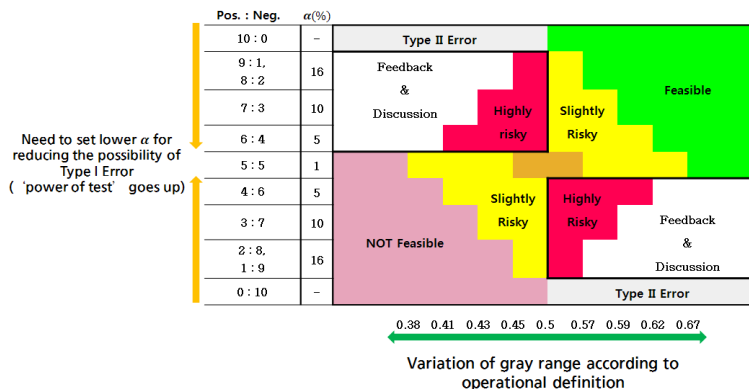 Pos. : Neg. α(%)
10 : 0 –
Type II Error
9 : 1,
8 : 2
16
Feedback
&
Discussion
7 : 3 10
Highly
risky
Slightly
Risky
Feasible
6 : 4 5
Need to set lower α for
reducing the possibility of
Type I Error
( ‘power of test’ goes up)
5 : 5 1
4 : 6 5
3 : 7 10
NOT Feasible
Slightly
Risky
Highly
Risky
Feedback
&
Discussion
2 : 8,
1 : 9
16
0 : 10 –
Type II Error
0.38 0.41 0.43 0.45 0.5 0.57 0.59 0.62 0.67
Variation of gray range according to
operational definition